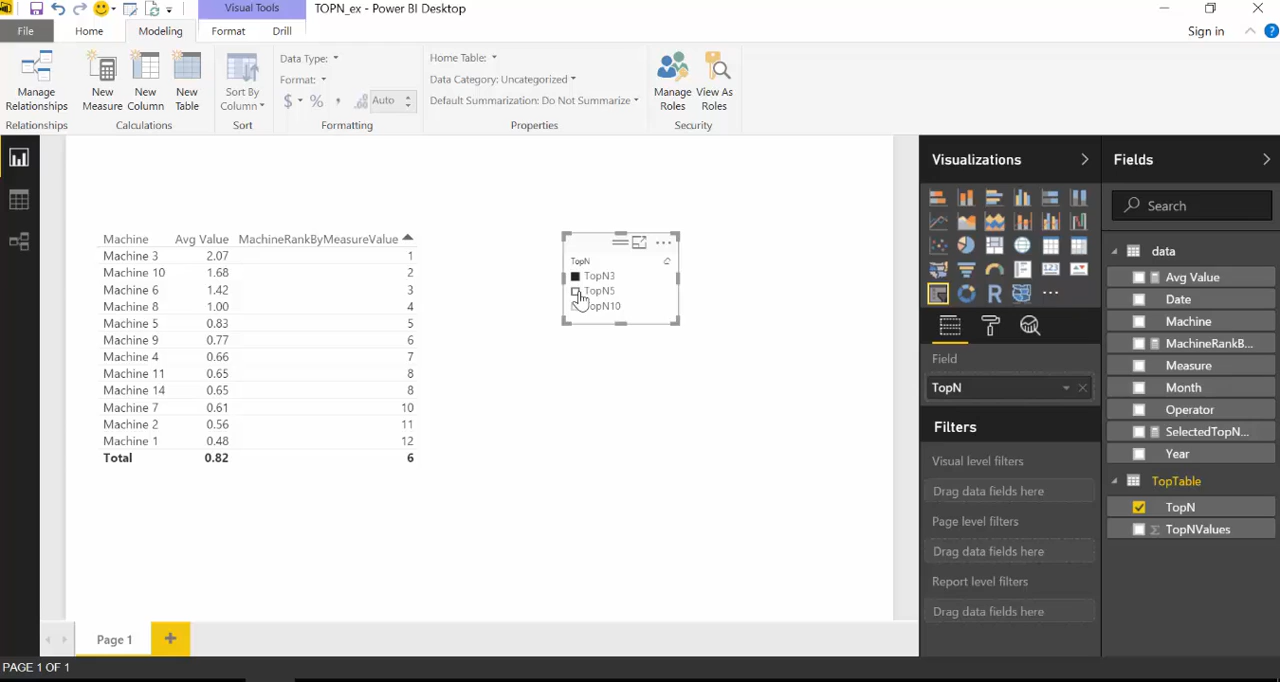 Visual Tools
TOPN_ex - Power BI Desktop
File
Home
Modeling
Format
Drill
Sign in
?
Manage Relationships
New Measure
New Column
New Table
Sort By Column
Data Type:
Format:
$ % , Auto
Home Table:
Data Category: Uncategorized
Default Summarization: Do Not Summarize
Manage Roles
View As Roles
Relationships
Calculations
Sort
Formatting
Properties
Security
Machine Avg Value MachineRankByMeasureValue
Machine 3 2.07 1
Machine 10 1.68 2
Machine 6 1.42 3
Machine 8 1.00 4
Machine 5 0.83 5
Machine 9 0.77 6
Machine 4 0.66 7
Machine 11 0.65 8
Machine 14 0.65 8
Machine 7 0.61 10
Machine 2 0.56 11
Machine 1 0.48 12
Total 0.82 6
TopN
TopN3
TopN5
opN10
Visualizations
R
123
Field
TopN
Filters
Visual level filters
Drag data fields here
Page level filters
Drag data fields here
Report level filters
Drag data fields here
Fields
Search
data
Avg Value
Date
Machine
MachineRankB...
Measure
Month
Operator
SelectedTopN...
Year
TopTable
TopN
Σ TopNValues
Page 1
+
PAGE 1 OF 1